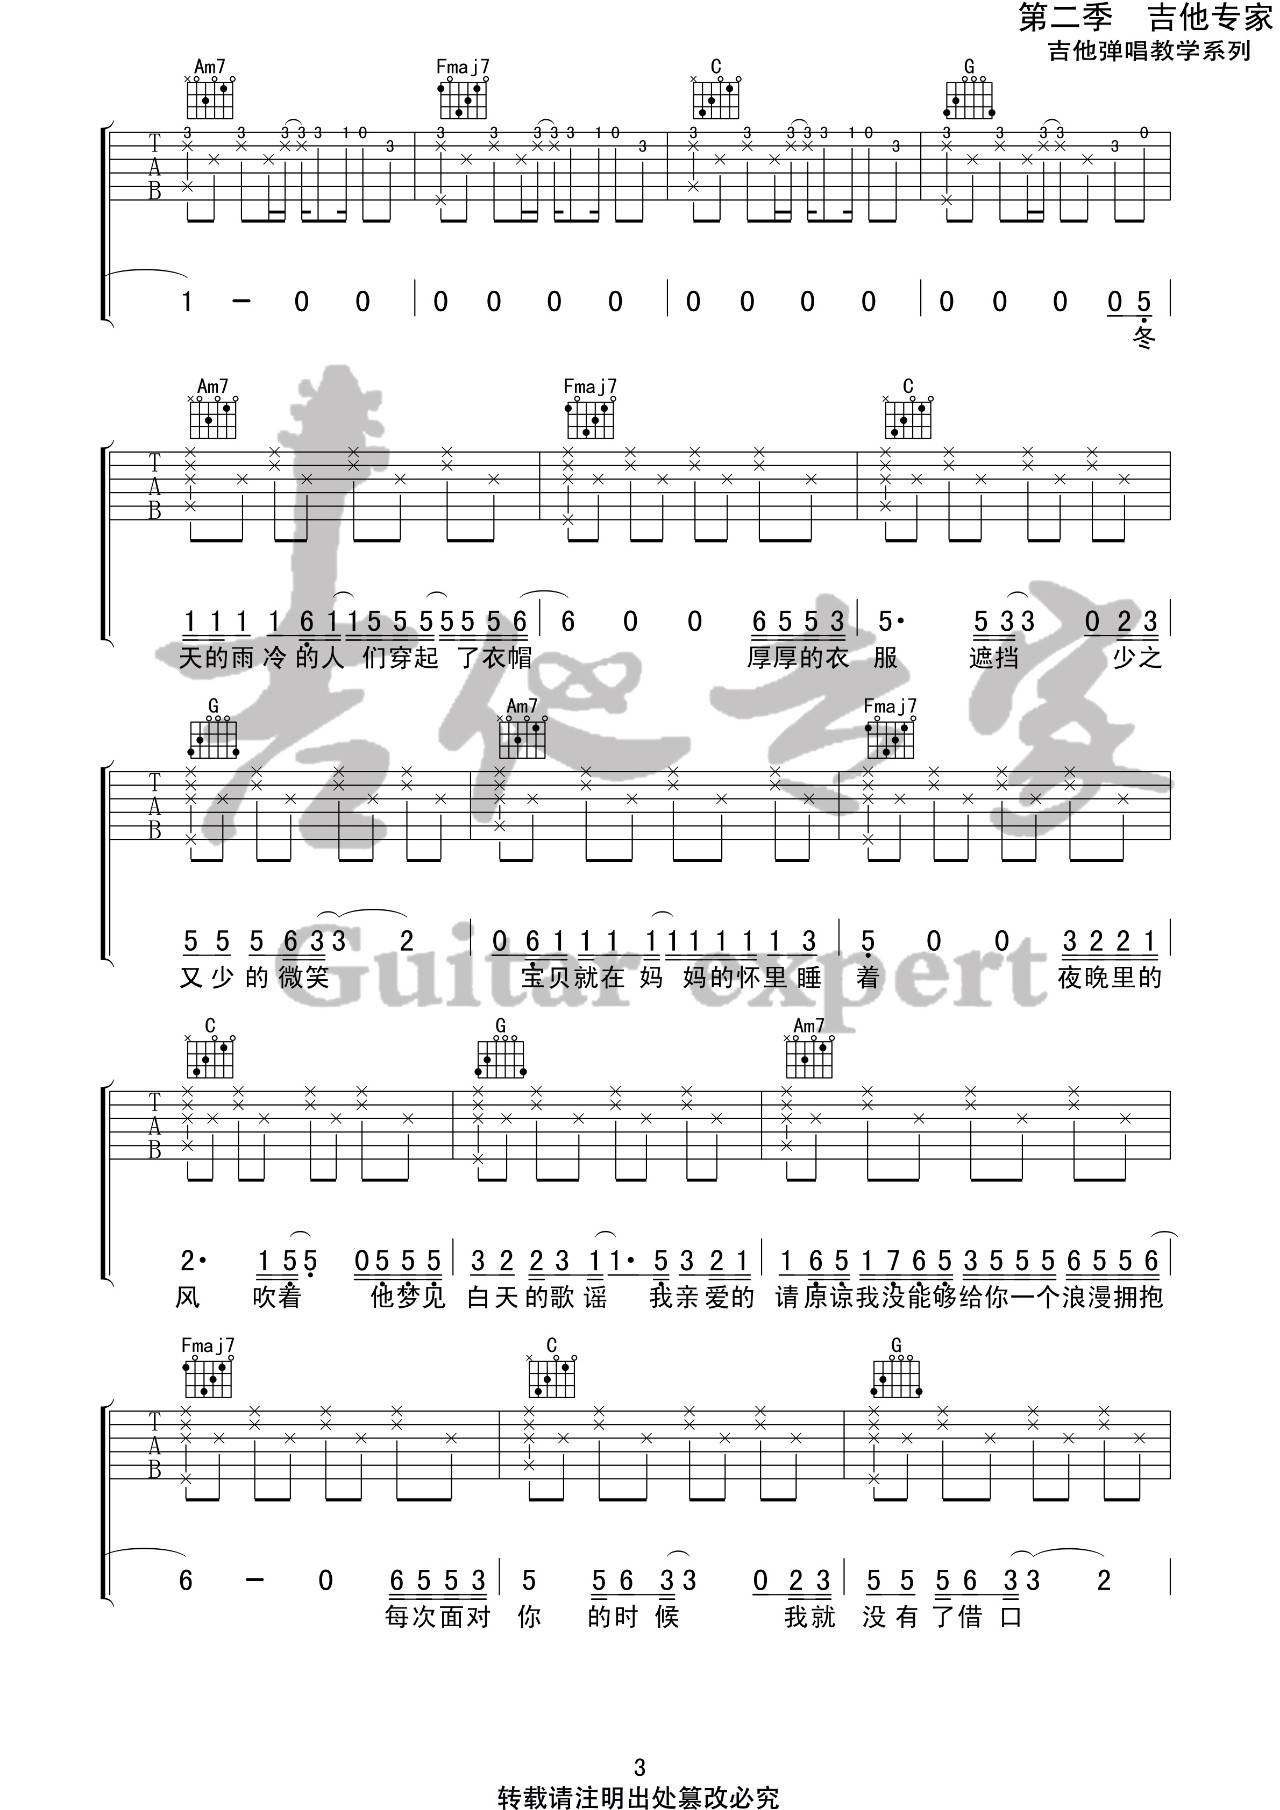 第二季 吉他专家
吉他弹唱教学系列
Am7 Fmaj7 C G
3 3 3 3 3 1 0 3 3 3 3 3 3 1 0 3 3 3 3 3 3 1 0 3 3 3 3 3 3 0
T
A
B
1 - 0 0 0 0 0 0 0 0 0 0 0 0 0 0 5
冬
Am7 Fmaj7 C
T
A
B
1 1 1 1 6 1 1 5 5 5 5 5 5 6 6 0 0 6 5 5 3 5· 5 3 3 0 2 3
天的雨 冷的人 们穿起 了衣帽 厚厚的衣 服 遮挡 少之
吉他专家
G Am7 Fmaj7
T
A
B
5 5 5 6 3 3 2 0 6 1 1 1 1 1 1 1 1 1 3 5 0 0 3 2 2 1
又少的微笑 宝贝就在妈 妈的怀里睡 着 夜晚里的
Guitar expert
C G Am7
T
A
B
2· 1 5 5 0 5 5 5 3 2 2 3 1 1· 5 3 2 1 1 6 5 1 7 6 5 3 5 5 5 6 5 5 6
风 吹着 他梦见 白天的歌谣 我亲爱的 请原谅我没能够给你一个浪漫拥抱
Fmaj7 C G
T
A
B
6 - 0 6 5 5 3 5 5 6 3 3 0 2 3 5 5 5 6 3 3 2
每次面对 你 的时候 我就 没有了借口
3
转载请注明出处篡改必究